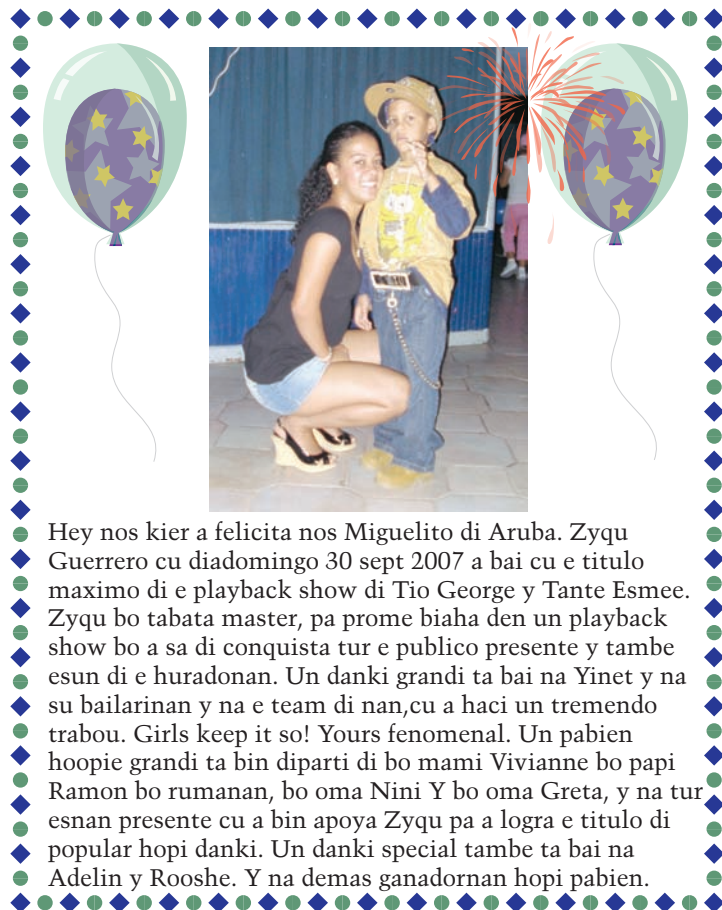 Hey nos kier a felicita nos Miguelito di Aruba. Zyqu
Guerrero cu diadomingo 30 sept 2007 a bai cu e titulo
maximo di e playback show di Tio George y Tante Esmee.
Zyqu bo tabata master, pa prome biaha den un playback
show bo a sa di conquista tur e publico presente y tambe
esun di e huradonan. Un danki grandi ta bai na Yinet y na
su bailarinan y na e team di nan,cu a haci un tremendo
trabou. Girls keep it so! Yours fenomenal. Un pabien
hoopie grandi ta bin diparti di bo mami Vivianne bo papi
Ramon bo rumanan, bo oma Nini Y bo oma Greta, y na tur
esnan presente cu a bin apoya Zyqu pa a logra e titulo di
popular hopi danki. Un danki special tambe ta bai na
Adelin y Rooshe. Y na demas ganadornan hopi pabien.